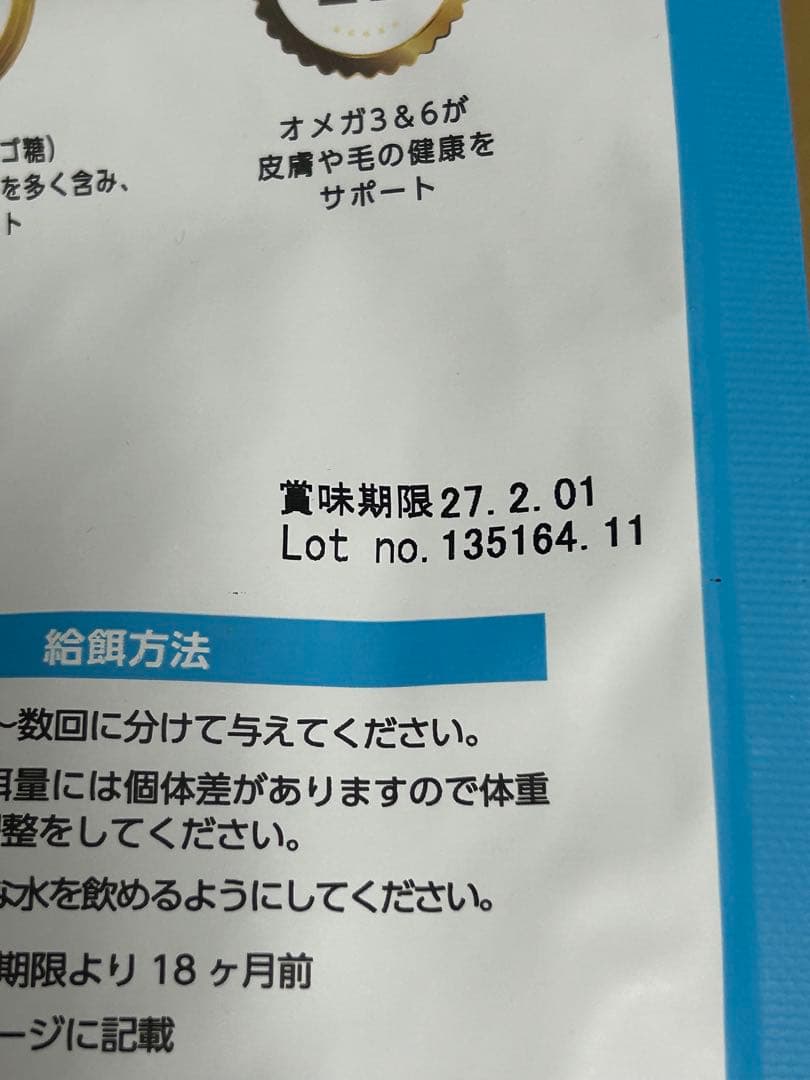 オメガ3＆6が
皮膚や毛の健康を
サポート
ゴ糖）
を多く含み、
ト
賞味期限27.2.01
Lot no.135164.11
給餌方法
～数回に分けて与えてください。
餌量には個体差がありますので体重
調整をしてください。
な水を飲めるようにしてください。
期限より 18 ヶ月前
ージに記載